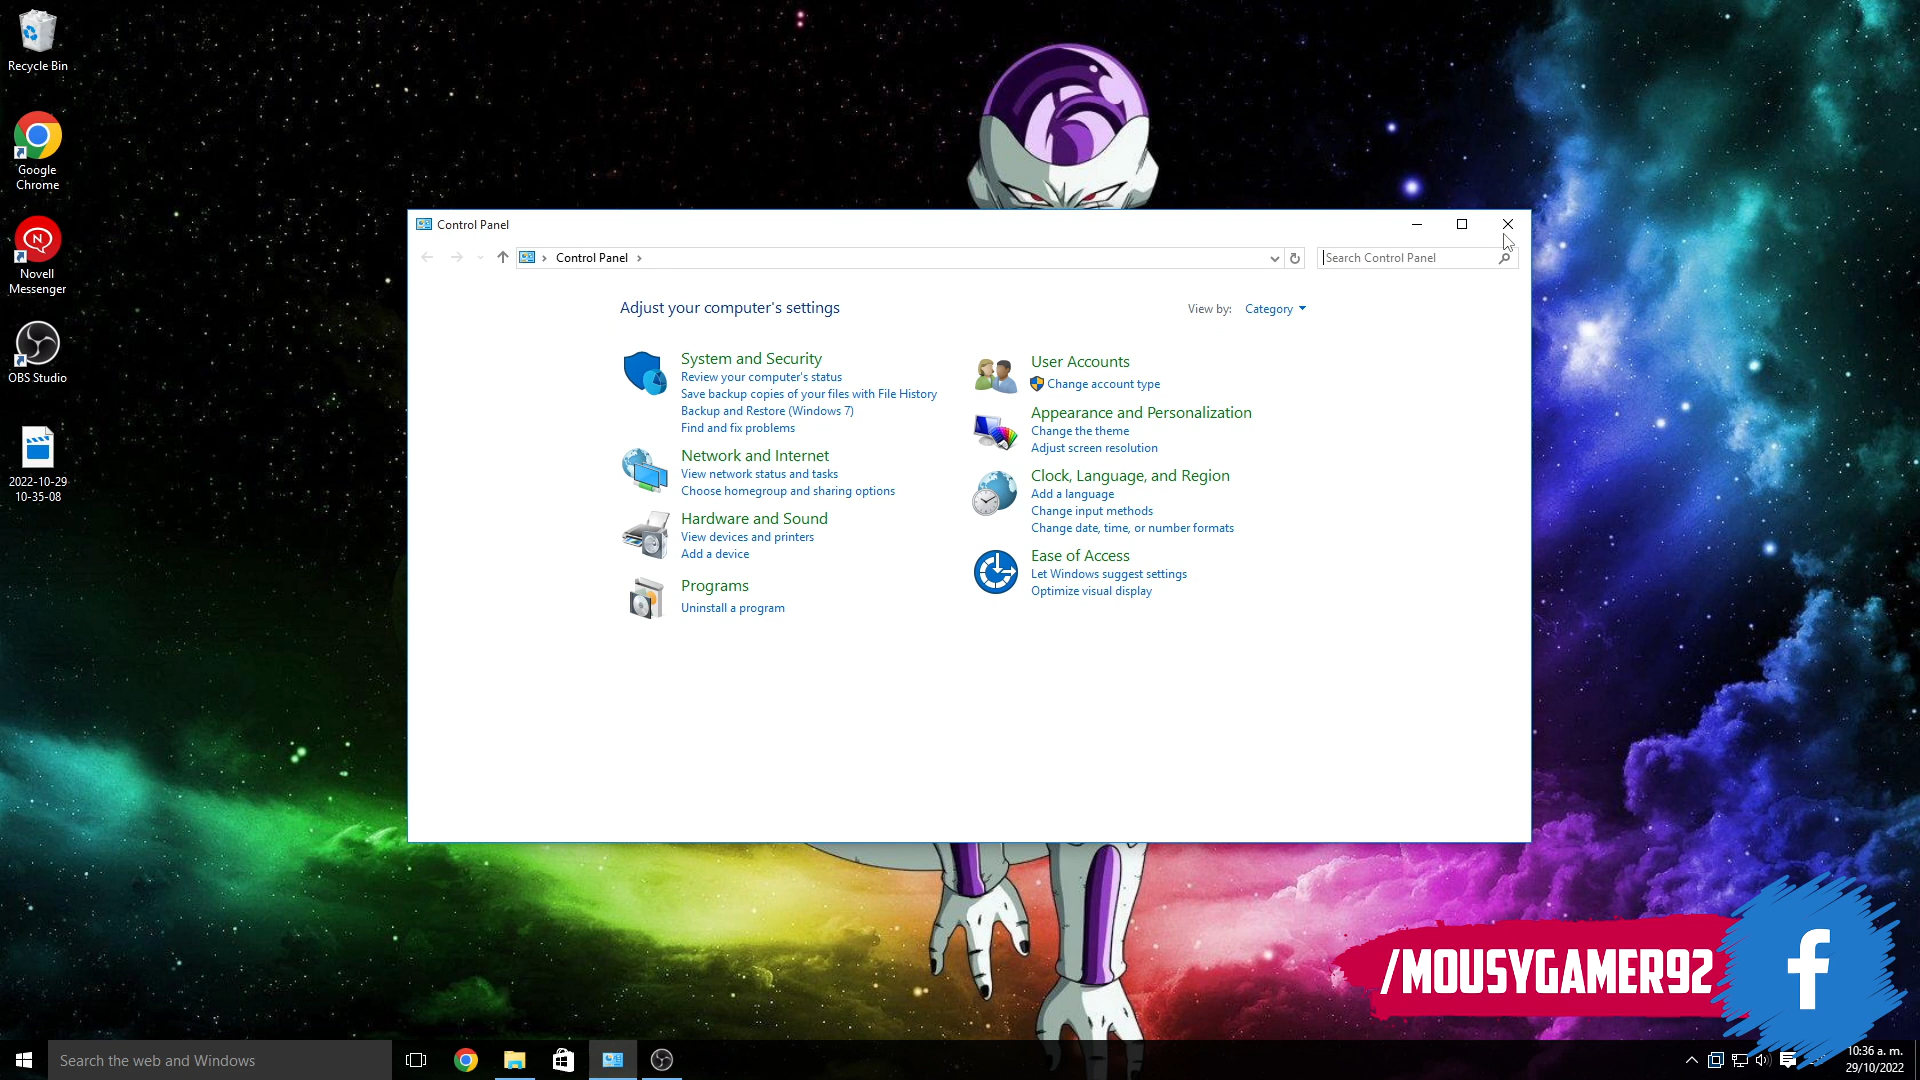 Recycle Bin
Google
Chrome
Novell
Messenger
OBS Studio
2022-10-29
10-35-08
Control Panel
Control Panel
Search Control Panel
Adjust your computer's settings
View by: Category
System and Security
Review your computer's status
Save backup copies of your files with File History
Backup and Restore (Windows 7)
Find and fix problems
Network and Internet
View network status and tasks
Choose homegroup and sharing options
Hardware and Sound
View devices and printers
Add a device
Programs
Uninstall a program
User Accounts
Change account type
Appearance and Personalization
Change the theme
Adjust screen resolution
Clock, Language, and Region
Add a language
Change input methods
Change date, time, or number formats
Ease of Access
Let Windows suggest settings
Optimize visual display
/MOUSYGAMER92
f
Search the web and Windows
10:36 a. m.
29/10/2022